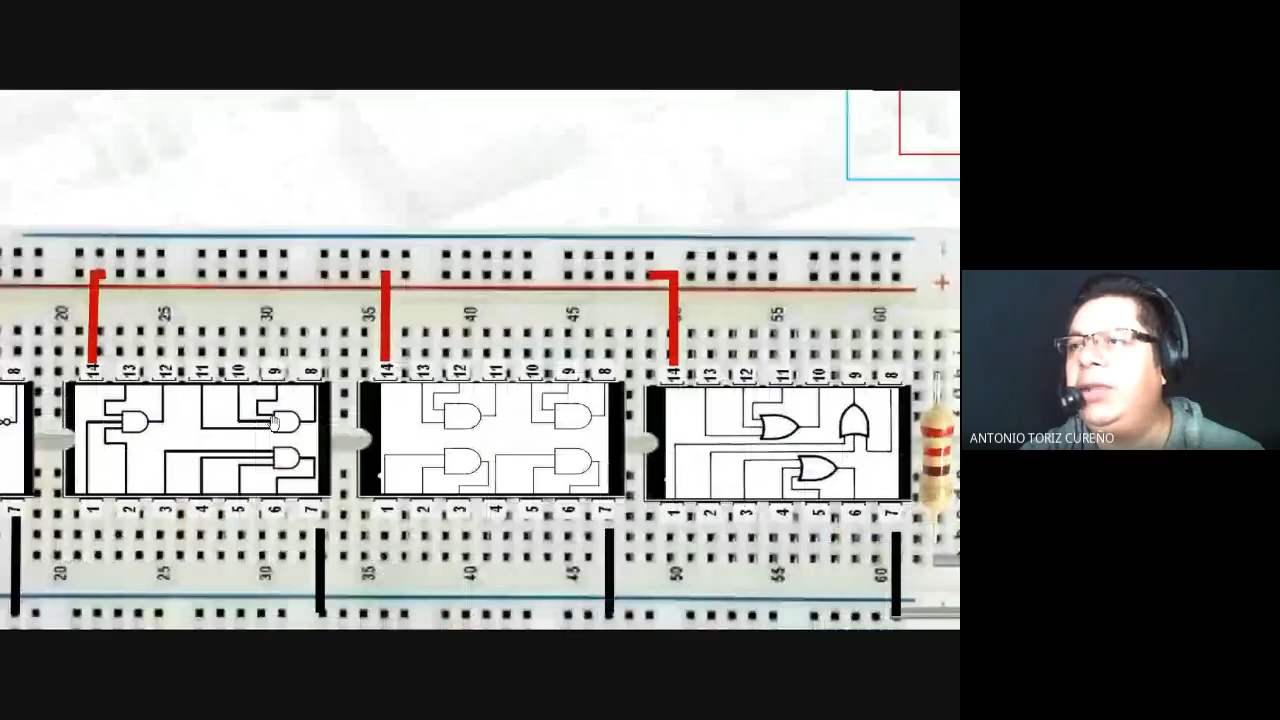 -
+
20 25 30 35 40 45 50 55 60
8 14 13 12 11 10 9 8 14 13 12 11 10 9 8 14 13 12 11 10 9 8
7 1 2 3 4 5 6 7 1 2 3 4 5 6 7 1 2 3 4 5 6 7
20 25 30 35 40 45 50 55 60
-
ANTONIO TORIZ CUREÑO